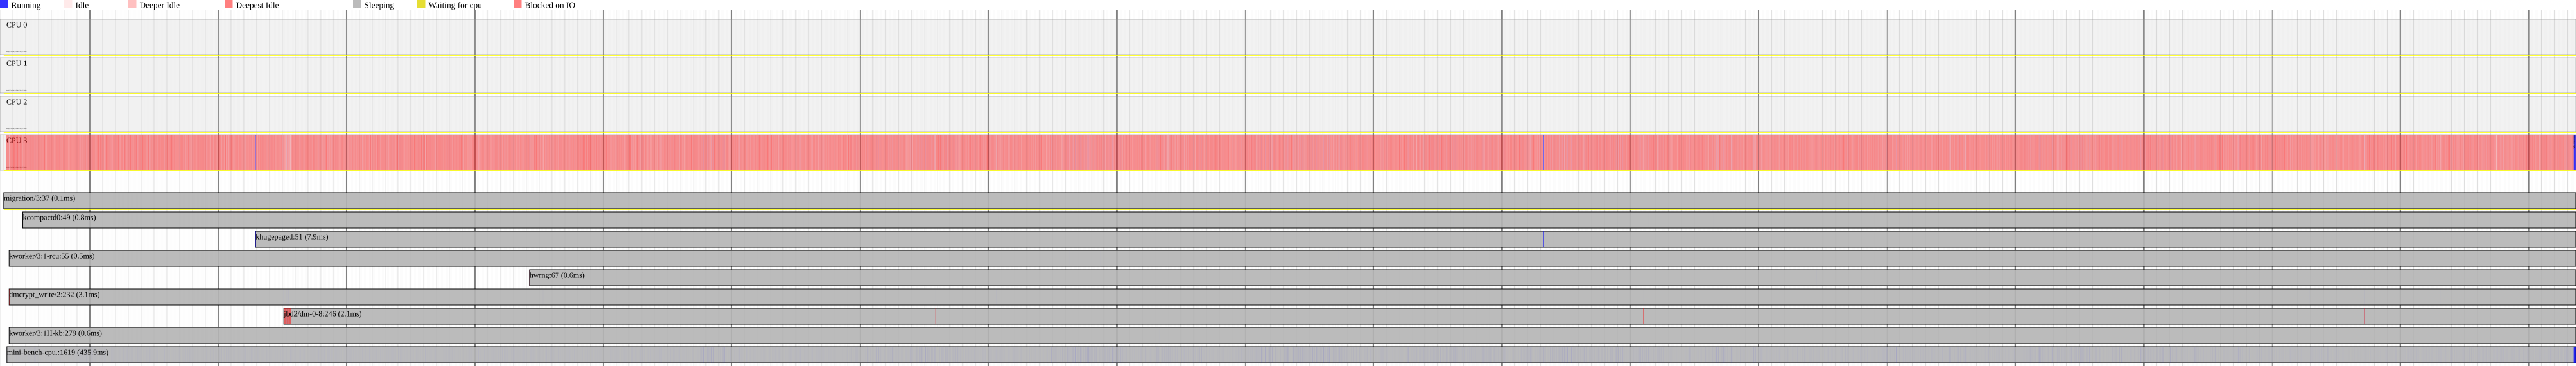 Running Idle Deeper Idle Deepest Idle Sleeping Waiting for cpu Blocked on IO
CPU 0
CPU 1
CPU 2
CPU 3
migration/3:37 (0.1ms)
kcompactd0:49 (0.8ms)
khugepaged:51 (7.9ms)
kworker/3:1-rcu:55 (0.5ms)
hwrng:67 (0.6ms)
dmcrypt_write/2:232 (3.1ms)
jbd2/dm-0-8:246 (2.1ms)
kworker/3:1H-kb:279 (0.6ms)
mini-bench-cpu.:1619 (435.9ms)